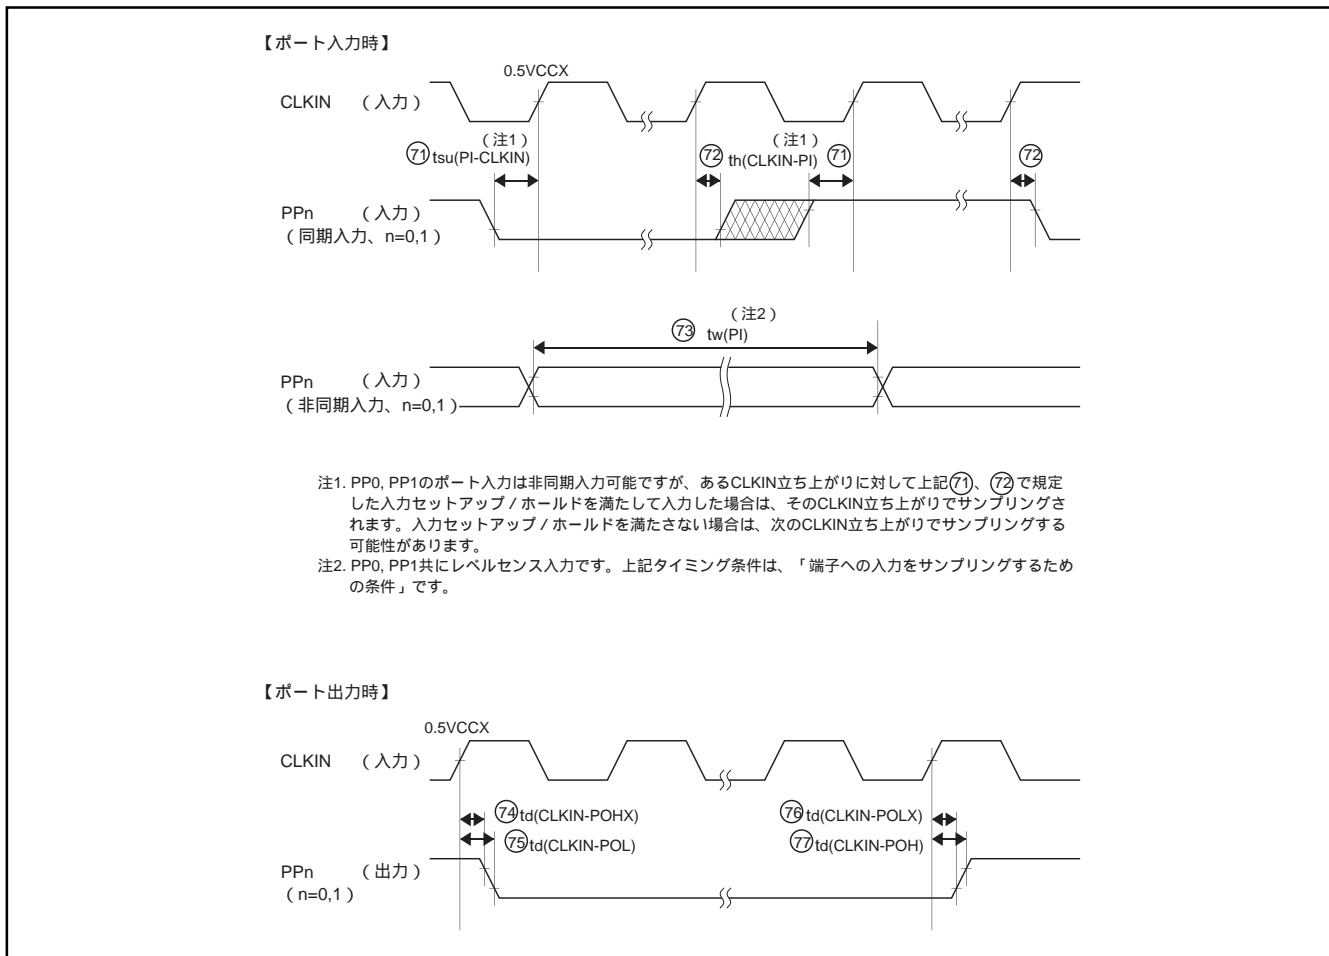 【ポート入力時】
0.5VCCX
CLKIN （入力）
（注1） （注1）
71 tsu(PI-CLKIN) 72 th(CLKIN-PI) 71 72
PPn （入力）
（同期入力、n=0,1）
（注2）
73 tw(PI)
PPn （入力）
（非同期入力、n=0,1）
注1. PP0, PP1のポート入力は非同期入力可能ですが、あるCLKIN立ち上がりに対して上記71、72で規定
した入力セットアップ / ホールドを満たして入力した場合は、そのCLKIN立ち上がりでサンプリングさ
れます。入力セットアップ / ホールドを満たさない場合は、次のCLKIN立ち上がりでサンプリングする
可能性があります。
注2. PP0, PP1共にレベルセンス入力です。上記タイミング条件は、「端子への入力をサンプリングするため
の条件」です。
【ポート出力時】
0.5VCCX
CLKIN （入力）
74 td(CLKIN-POHX) 76 td(CLKIN-POLX)
75 td(CLKIN-POL) 77 td(CLKIN-POH)
PPn （出力）
（n=0,1）